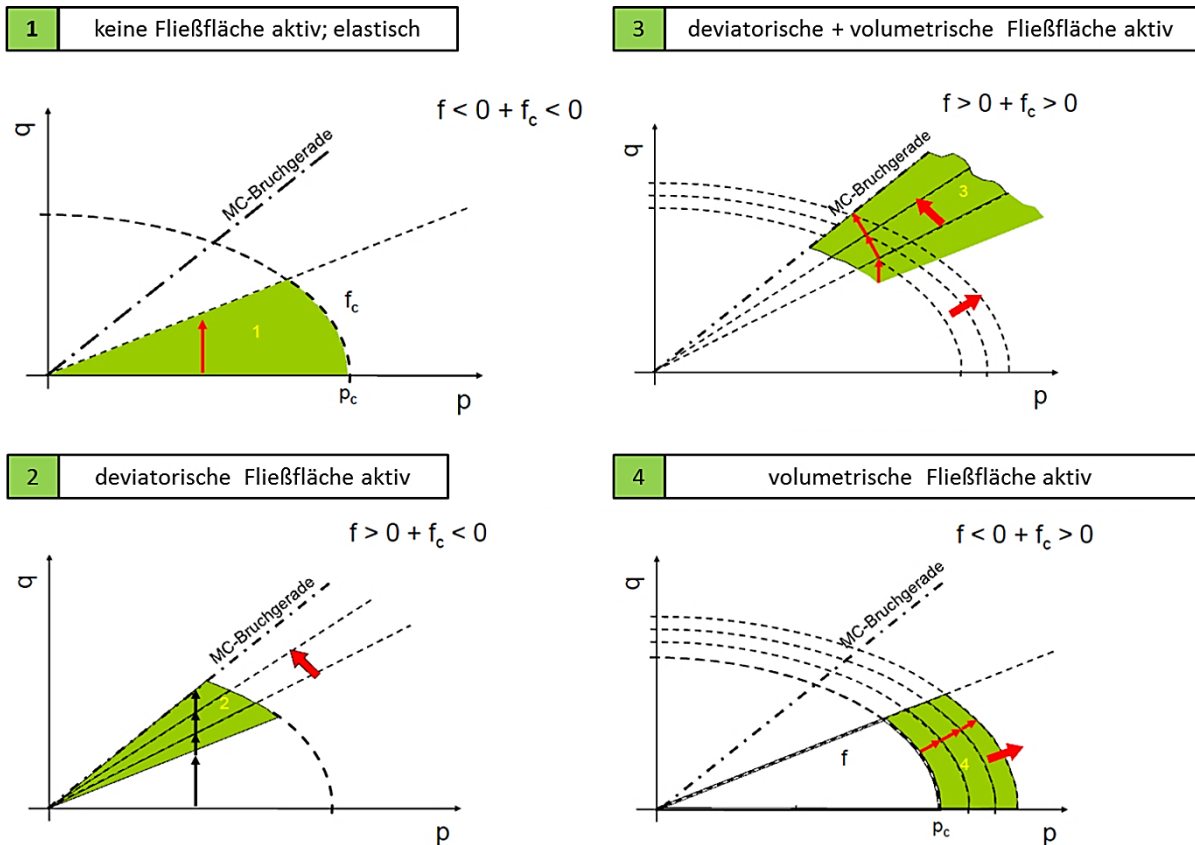 1 keine Fließfläche aktiv; elastisch
f < 0 + fc < 0
q
MC-Bruchgerade
fc
1
pc
p
3 deviatorische + volumetrische Fließfläche aktiv
f > 0 + fc > 0
q
MC-Bruchgerade
3
p
2 deviatorische Fließfläche aktiv
f > 0 + fc < 0
q
MC-Bruchgerade
2
p
4 volumetrische Fließfläche aktiv
f < 0 + fc > 0
q
MC-Bruchgerade
f
4
pc
p